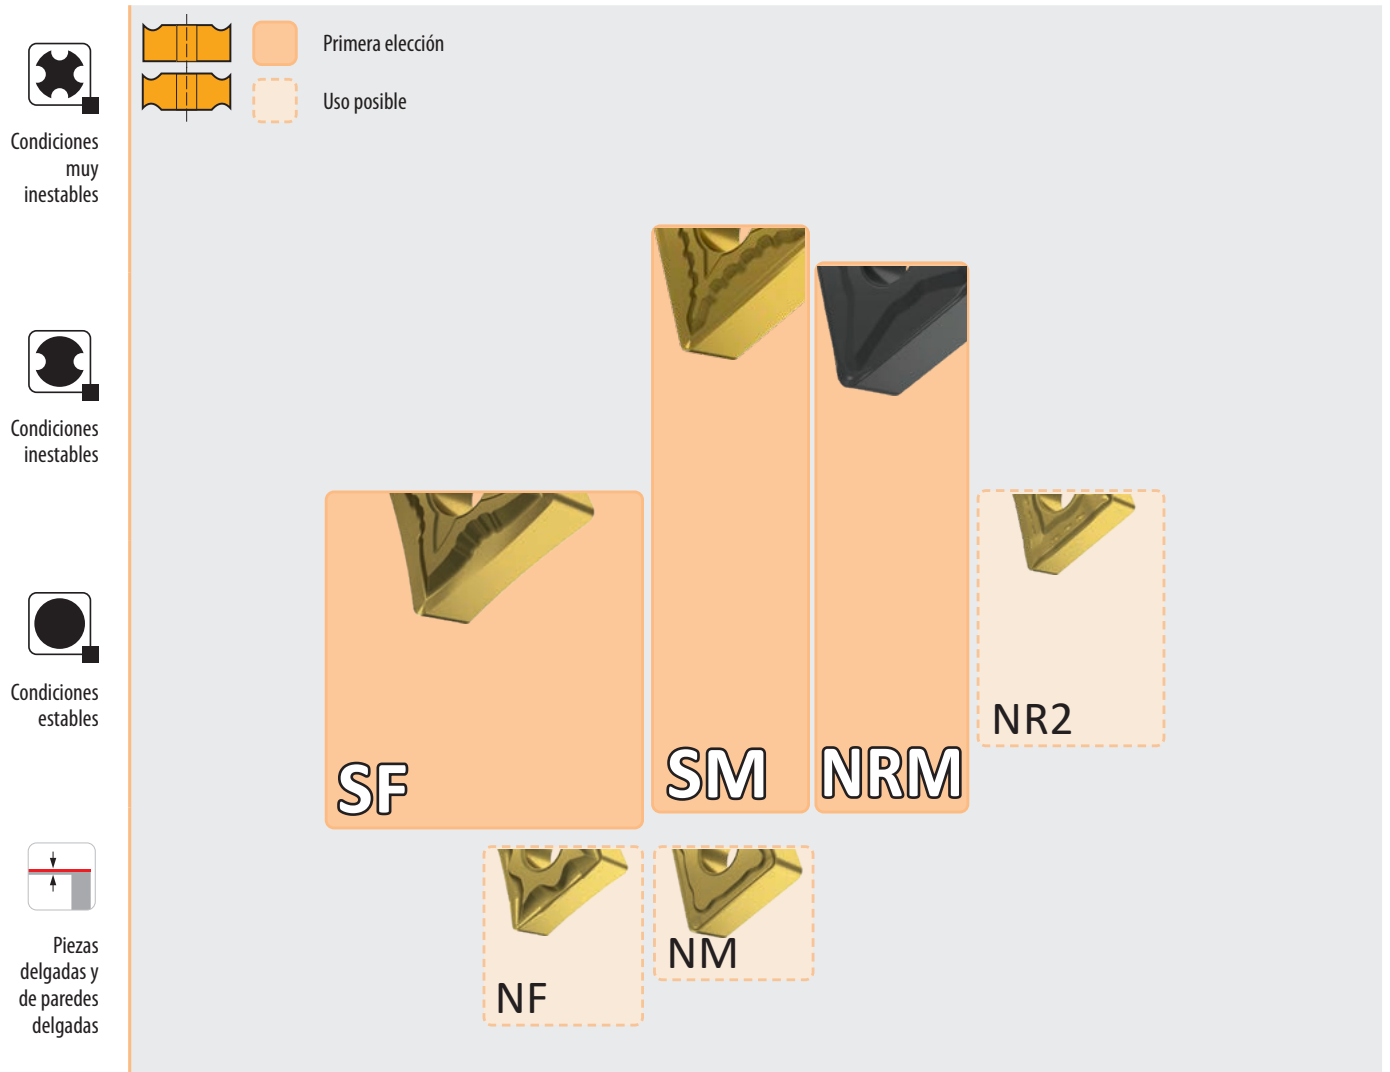 Primera elección
Uso posible
Condiciones
muy
inestables
Condiciones
inestables
Condiciones
estables
Piezas
delgadas y
de paredes
delgadas
SF
SM
NRM
NR2
NF
NM